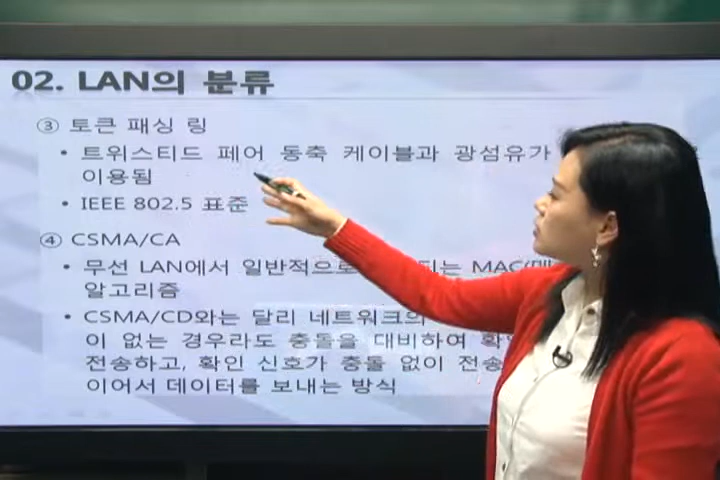 02. LAN의 분류
③ 토큰 패싱 링
• 트위스티드 페어 동축 케이블과 광섬유가
이용됨
• IEEE 802.5 표준
④ CSMA/CA
• 무선 LAN에서 일반적으로 되는 MAC(매
알고리즘
• CSMA/CD와는 달리 네트워크의
이 없는 경우라도 충돌을 대비하여 확
전송하고, 확인 신호가 충돌 없이 전송
이어서 데이터를 보내는 방식